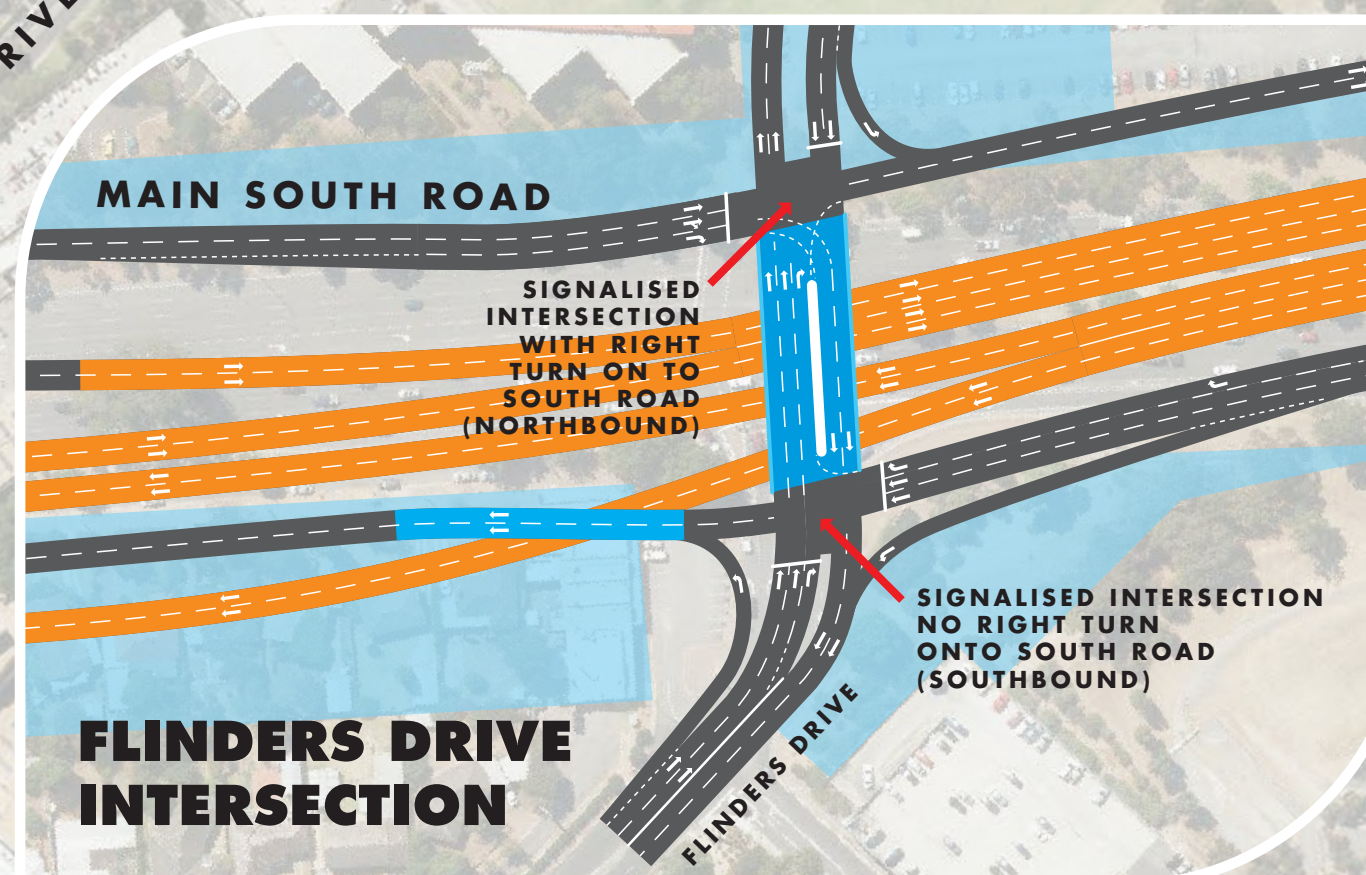 RIVE
MAIN SOUTH ROAD
SIGNALISED
INTERSECTION
WITH RIGHT
TURN ON TO
SOUTH ROAD
(NORTHBOUND)
SIGNALISED INTERSECTION
NO RIGHT TURN
ONTO SOUTH ROAD
(SOUTHBOUND)
FLINDERS DRIVE
FLINDERS DRIVE
INTERSECTION